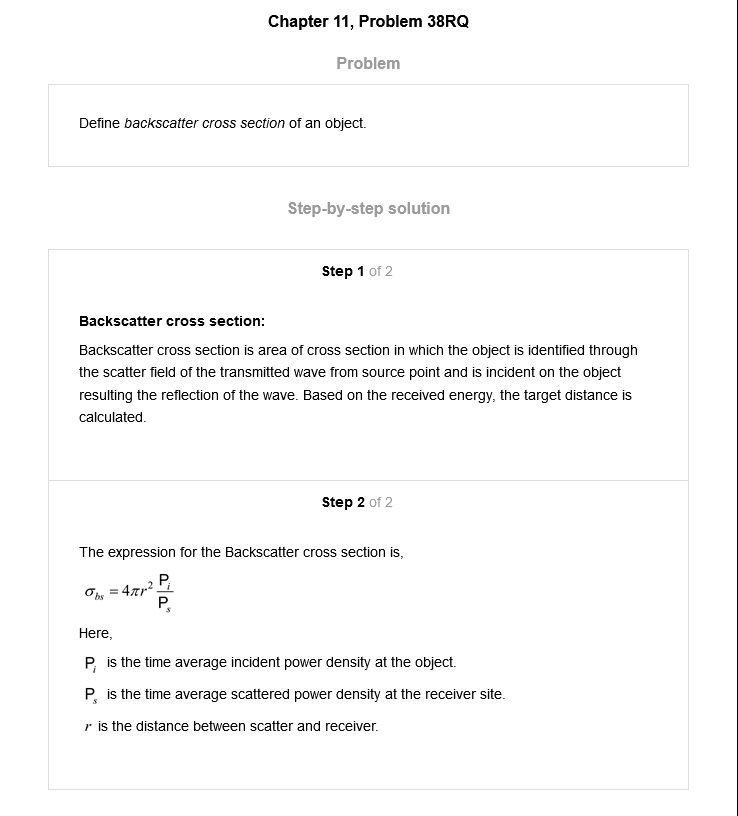 Chapter 11, Problem 38RQ
Problem
Define backscatter cross section of an object.
Step-by-step solution
Step 1 of 2
Backscatter cross section:
Backscatter cross section is area of cross section in which the object is identified through
the scatter field of the transmitted wave from source point and is incident on the object
resulting the reflection of the wave. Based on the received energy, the target distance is
calculated.
Step 2 of 2
The expression for the Backscatter cross section is,
σ_bs = 4πr² P_i / P_s
Here,
P_i is the time average incident power density at the object.
P_s is the time average scattered power density at the receiver site.
r is the distance between scatter and receiver.